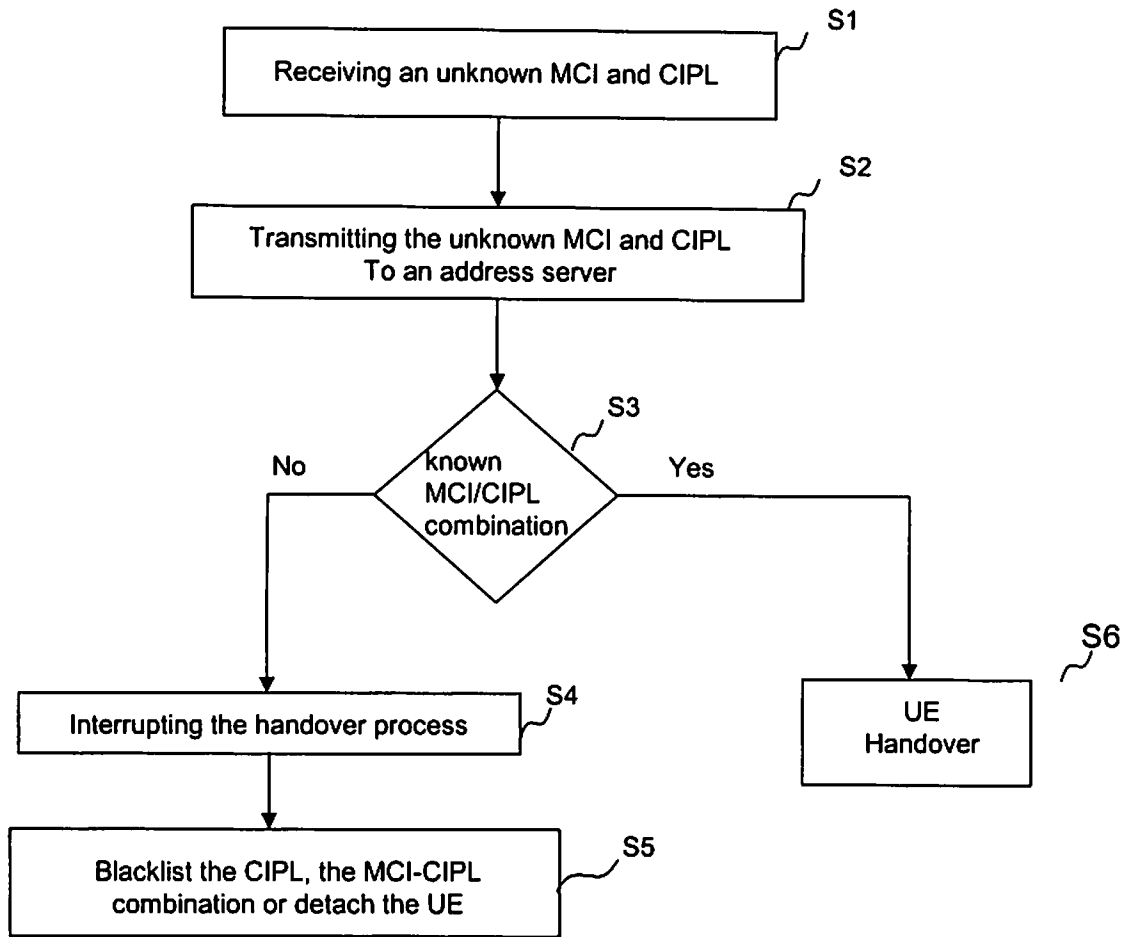 S1
Receiving an unknown MCI and CIPL
S2
Transmitting the unknown MCI and CIPL
To an address server
S3
No
known
MCI/CIPL
combination
Yes
S4
Interrupting the handover process
S6
UE
Handover
S5
Blacklist the CIPL, the MCI-CIPL
combination or detach the UE